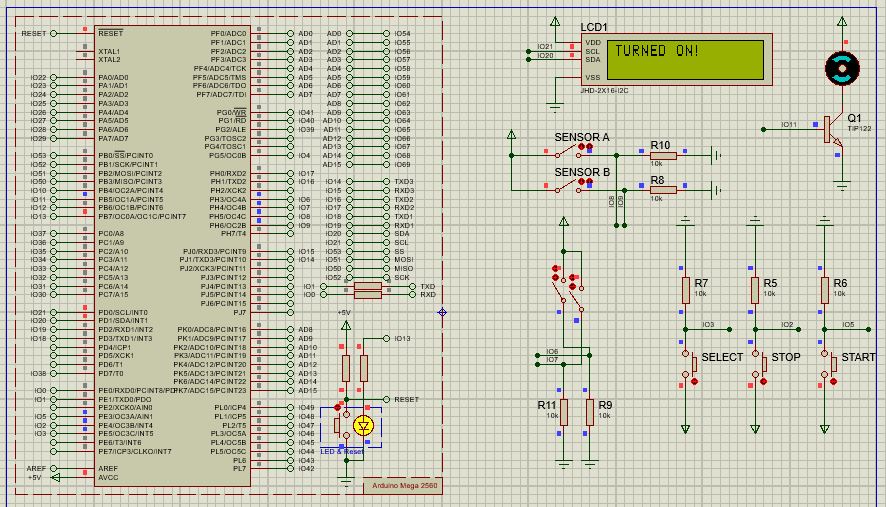 RESET
RESET
XTAL1
XTAL2
IO22 PA0/AD0
IO23 PA1/AD1
IO24 PA2/AD2
IO25 PA3/AD3
IO26 PA4/AD4
IO27 PA5/AD5
IO28 PA6/AD6
IO29 PA7/AD7
IO53 PB0/SS/PCINT0
IO52 PB1/SCK/PCINT1
IO51 PB2/MOSI/PCINT2
IO50 PB3/MISO/PCINT3
IO10 PB4/OC2A/PCINT4
IO11 PB5/OC1A/PCINT5
IO12 PB6/OC1B/PCINT6
IO13 PB7/OC0A/OC1C/PCINT7
IO37 PC0/A8
IO36 PC1/A9
IO35 PC2/A10
IO34 PC3/A11
IO33 PC4/A12
IO32 PC5/A13
IO31 PC6/A14
IO30 PC7/A15
IO21 PD0/SCL/INT0
IO20 PD1/SDA/INT1
IO19 PD2/RXD1/INT2
IO18 PD3/TXD1/INT3
PD4/ICP1
PD5/XCK1
PD6/T1
IO38 PD7/T0
IO0 PE0/RXD0/PCINT8/PDI
IO1 PE1/TXD0/PDO
PE2/XCK0/AIN0
IO5 PE3/OC3A/AIN1
IO2 PE4/OC3B/INT4
IO3 PE5/OC3C/INT5
PE6/T3/INT6
PE7/ICP3/CLKO/INT7
AREF AREF
+5V AVCC
PF0/ADC0 AD0
PF1/ADC1 AD1
PF2/ADC2 AD2
PF3/ADC3 AD3
PF4/ADC4/TCK AD4
PF5/ADC5/TMS AD5
PF6/ADC6/TDO AD6
PF7/ADC7/TDI AD7
PG0/WR IO41
PG1/RD IO40
PG2/ALE IO39
PG3/TOSC2
PG4/TOSC1
PG5/OC0B IO4
PH0/RXD2 IO17
PH1/TXD2 IO16
PH2/XCK2
PH3/OC4A IO6
PH4/OC4B IO7
PH5/OC4C IO8
PH6/OC2B IO9
PH7/T4
PJ0/RXD3/PCINT9 IO15
PJ1/TXD3/PCINT10 IO14
PJ2/XCK3/PCINT11
PJ3/PCINT12
PJ4/PCINT13
PJ5/PCINT14
PJ6/PCINT15
PJ7
PK0/ADC8/PCINT16 AD8
PK1/ADC9/PCINT17 AD9
PK2/ADC10/PCINT18 AD10
PK3/ADC11/PCINT19 AD11
PK4/ADC12/PCINT20 AD12
PK5/ADC13/PCINT21 AD13
PK6/ADC14/PCINT22 AD14
PK7/ADC15/PCINT23 AD15
PL0/ICP4 IO49
PL1/ICP5 IO48
PL2/T5 IO47
PL3/OC5A IO46
PL4/OC5B IO45
PL5/OC5C IO44
PL6 IO43
PL7 IO42
AD0 IO54
AD1 IO55
AD2 IO56
AD3 IO57
AD4 IO58
AD5 IO59
AD6 IO60
AD7 IO61
AD8 IO62
AD9 IO63
AD10 IO64
AD11 IO65
AD12 IO66
AD13 IO67
AD14 IO68
AD15 IO69
IO14 TXD3
IO15 RXD3
IO16 TXD2
IO17 RXD2
IO18 TXD1
IO19 RXD1
IO20 SDA
IO21 SCL
IO53 SS
IO51 MOSI
IO50 MISO
IO52 SCK
IO1 TXD
IO0 RXD
+5V
IO13
RESET
LED & Reset
Arduino Mega 2560
LCD1
IO21
IO20
VDD
SCL
SDA
VSS
TURNED ON!
JHD-2X16-I2C
IO11
Q1
TIP122
SENSOR A
SENSOR B
R10
10k
R8
10k
IO8
IO9
IO6
IO7
R11
10k
R9
10k
R7
10k
R5
10k
R6
10k
IO3
IO2
IO5
SELECT
STOP
START